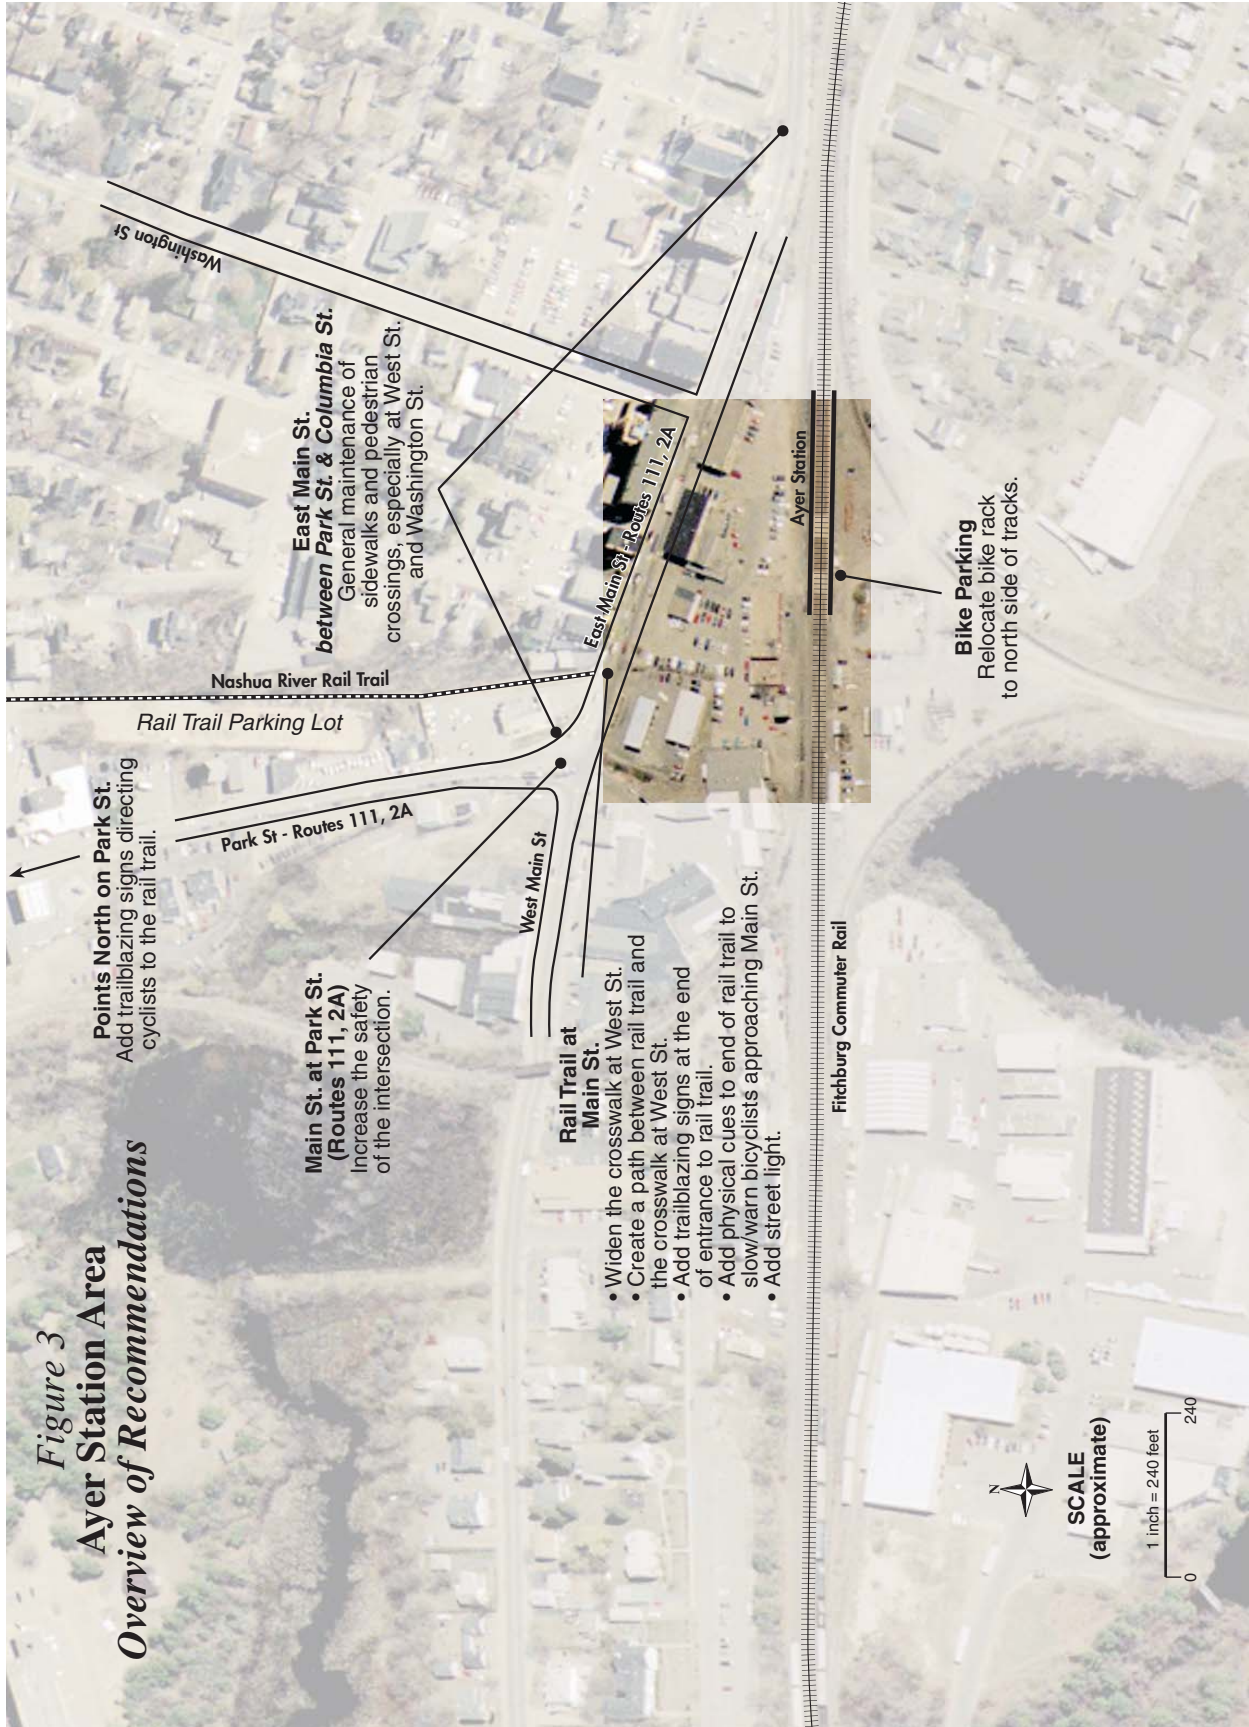 Figure 3
Ayer Station Area
Overview of Recommendations
Points North on Park St.
Add trailblazing signs directing
cyclists to the rail trail.
Rail Trail Parking Lot
Nashua River Rail Trail
Washington St
East Main St.
between Park St. & Columbia St.
General maintenance of
sidewalks and pedestrian
crossings, especially at West St.
and Washington St.
Park St - Routes 111, 2A
Main St. at Park St.
(Routes 111, 2A)
Increase the safety
of the intersection.
West Main St
East Main St - Routes 111, 2A
Rail Trail at
Main St.
• Widen the crosswalk at West St.
• Create a path between rail trail and
the crosswalk at West St.
• Add trailblazing signs at the end
of entrance to rail trail.
• Add physical cues to end of rail trail to
slow/warn bicyclists approaching Main St.
• Add street light.
Ayer Station
Fitchburg Commuter Rail
Bike Parking
Relocate bike rack
to north side of tracks.
N
SCALE
(approximate)
1 inch = 240 feet
0
240